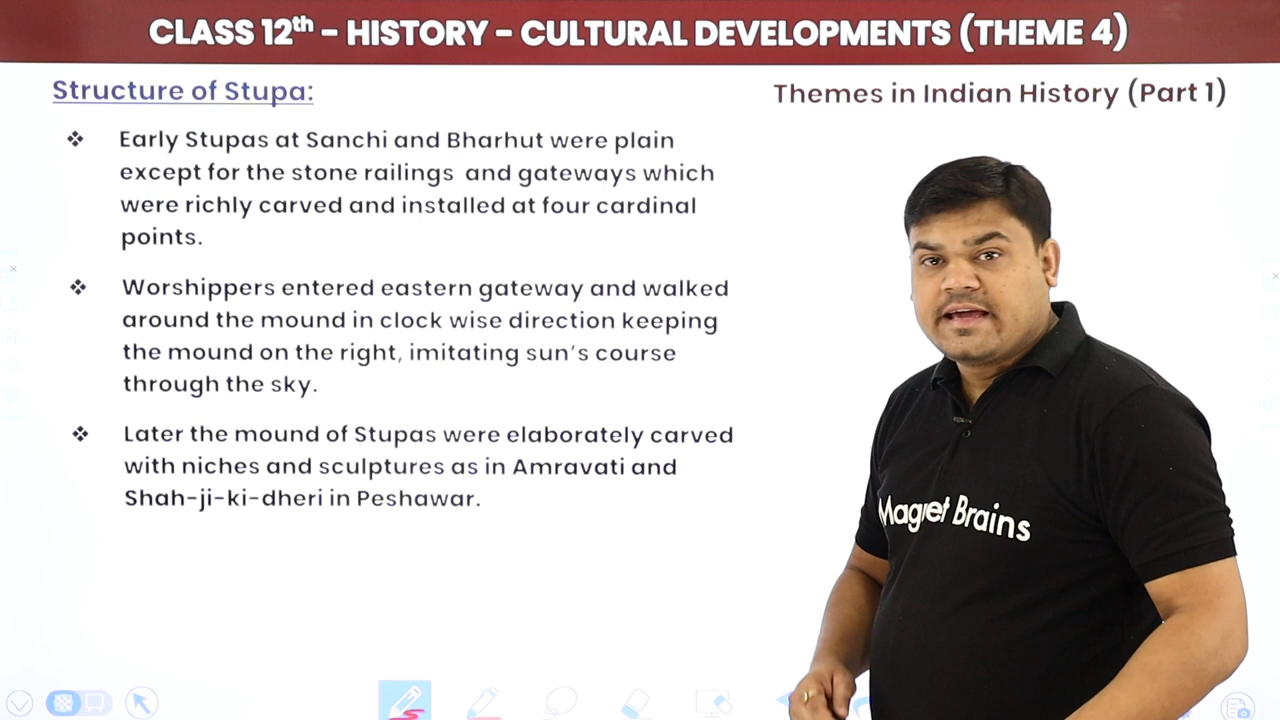 CLASS 12th – HISTORY – CULTURAL DEVELOPMENTS (THEME 4)
Structure of Stupa:
Themes in Indian History (Part 1)
❖ Early Stupas at Sanchi and Bharhut were plain
except for the stone railings and gateways which
were richly carved and installed at four cardinal
points.
❖ Worshippers entered eastern gateway and walked
around the mound in clock wise direction keeping
the mound on the right, imitating sun's course
through the sky.
❖ Later the mound of Stupas were elaborately carved
with niches and sculptures as in Amravati and
Shah-ji-ki-dheri in Peshawar.
Magnet Brains